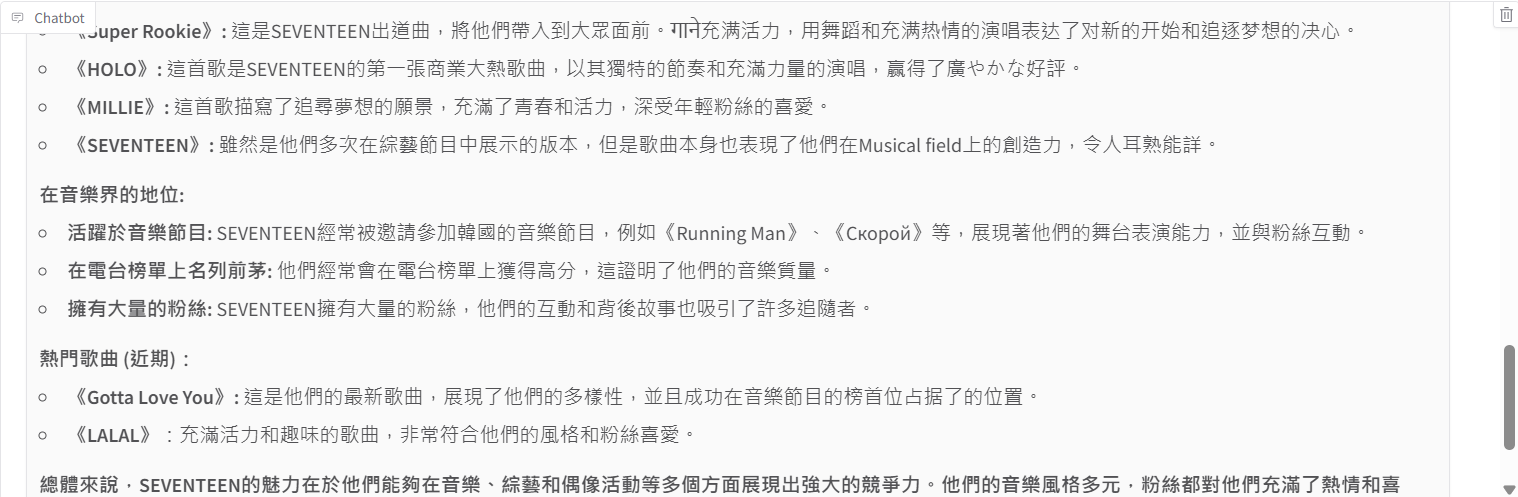 Chatbot
《Super Rookie》: 這是SEVENTEEN出道曲，將他們帶入到大眾面前。गाने充满活力，用舞蹈和充满热情的演唱表达了对新的开始和追逐梦想的决心。
《HOLO》: 這首歌是SEVENTEEN的第一張商業大熱歌曲，以其獨特的節奏和充滿力量的演唱，贏得了廣やかな好評。
《MILLIE》: 這首歌描寫了追尋夢想的願景，充滿了青春和活力，深受年輕粉絲的喜愛。
《SEVENTEEN》: 雖然是他們多次在綜藝節目中展示的版本，但是歌曲本身也表現了他們在Musical field上的創造力，令人耳熟能詳。
在音樂界的地位:
活躍於音樂節目: SEVENTEEN經常被邀請參加韓國的音樂節目，例如《Running Man》、《Скорой》等，展現著他們的舞台表演能力，並與粉絲互動。
在電台榜單上名列前茅: 他們經常會在電台榜單上獲得高分，這證明了他們的音樂質量。
擁有大量的粉絲: SEVENTEEN擁有大量的粉絲，他們的互動和背後故事也吸引了許多追隨者。
熱門歌曲 (近期)：
《Gotta Love You》: 這是他們的最新歌曲，展現了他們的多樣性，並且成功在音樂節目的榜首位占据了的位置。
《LALAL》：充滿活力和趣味的歌曲，非常符合他們的風格和粉絲喜愛。
總體來說，SEVENTEEN的魅力在於他們能夠在音樂、綜藝和偶像活動等多個方面展現出強大的競爭力。他們的音樂風格多元，粉絲都對他們充滿了熱情和喜